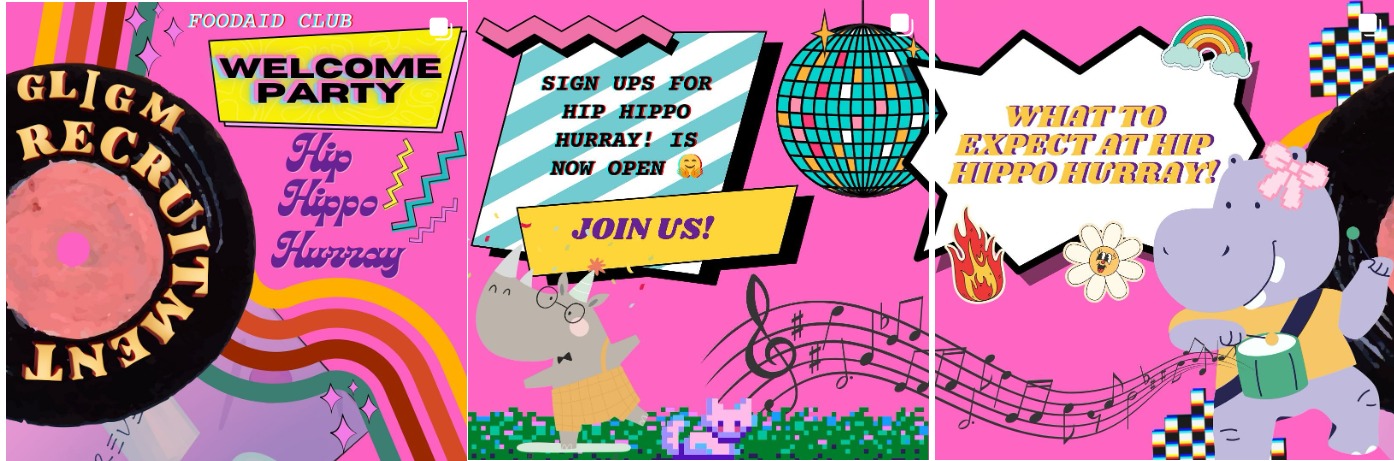 FOODAID CLUB
WELCOME
PARTY
GL|GM
RECRUITMENT
Hip
Hippo
Hurray
SIGN UPS FOR
HIP HIPPO
HURRAY! IS
NOW OPEN 🤗
JOIN US!
WHAT TO
EXPECT AT HIP
HIPPO HURRAY!